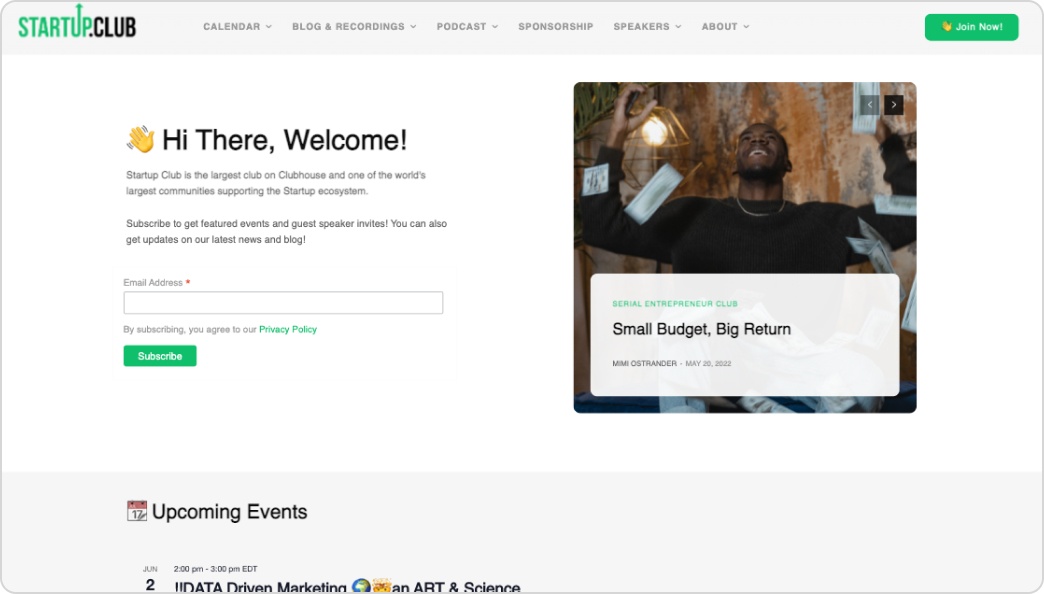 STARTUP.CLUB
CALENDAR BLOG & RECORDINGS PODCAST SPONSORSHIP SPEAKERS ABOUT
👋 Join Now!
👋 Hi There, Welcome!
Startup Club is the largest club on Clubhouse and one of the world's
largest communities supporting the Startup ecosystem.
Subscribe to get featured events and guest speaker invites! You can also
get updates on our latest news and blog!
Email Address *
By subscribing, you agree to our Privacy Policy
Subscribe
SERIAL ENTREPRENEUR CLUB
Small Budget, Big Return
MIMI OSTRANDER - MAY 20, 2022
📆 Upcoming Events
JUN
2
2:00 pm - 3:00 pm EDT
!!DATA Driven Marketing 🌍 an ART & Science